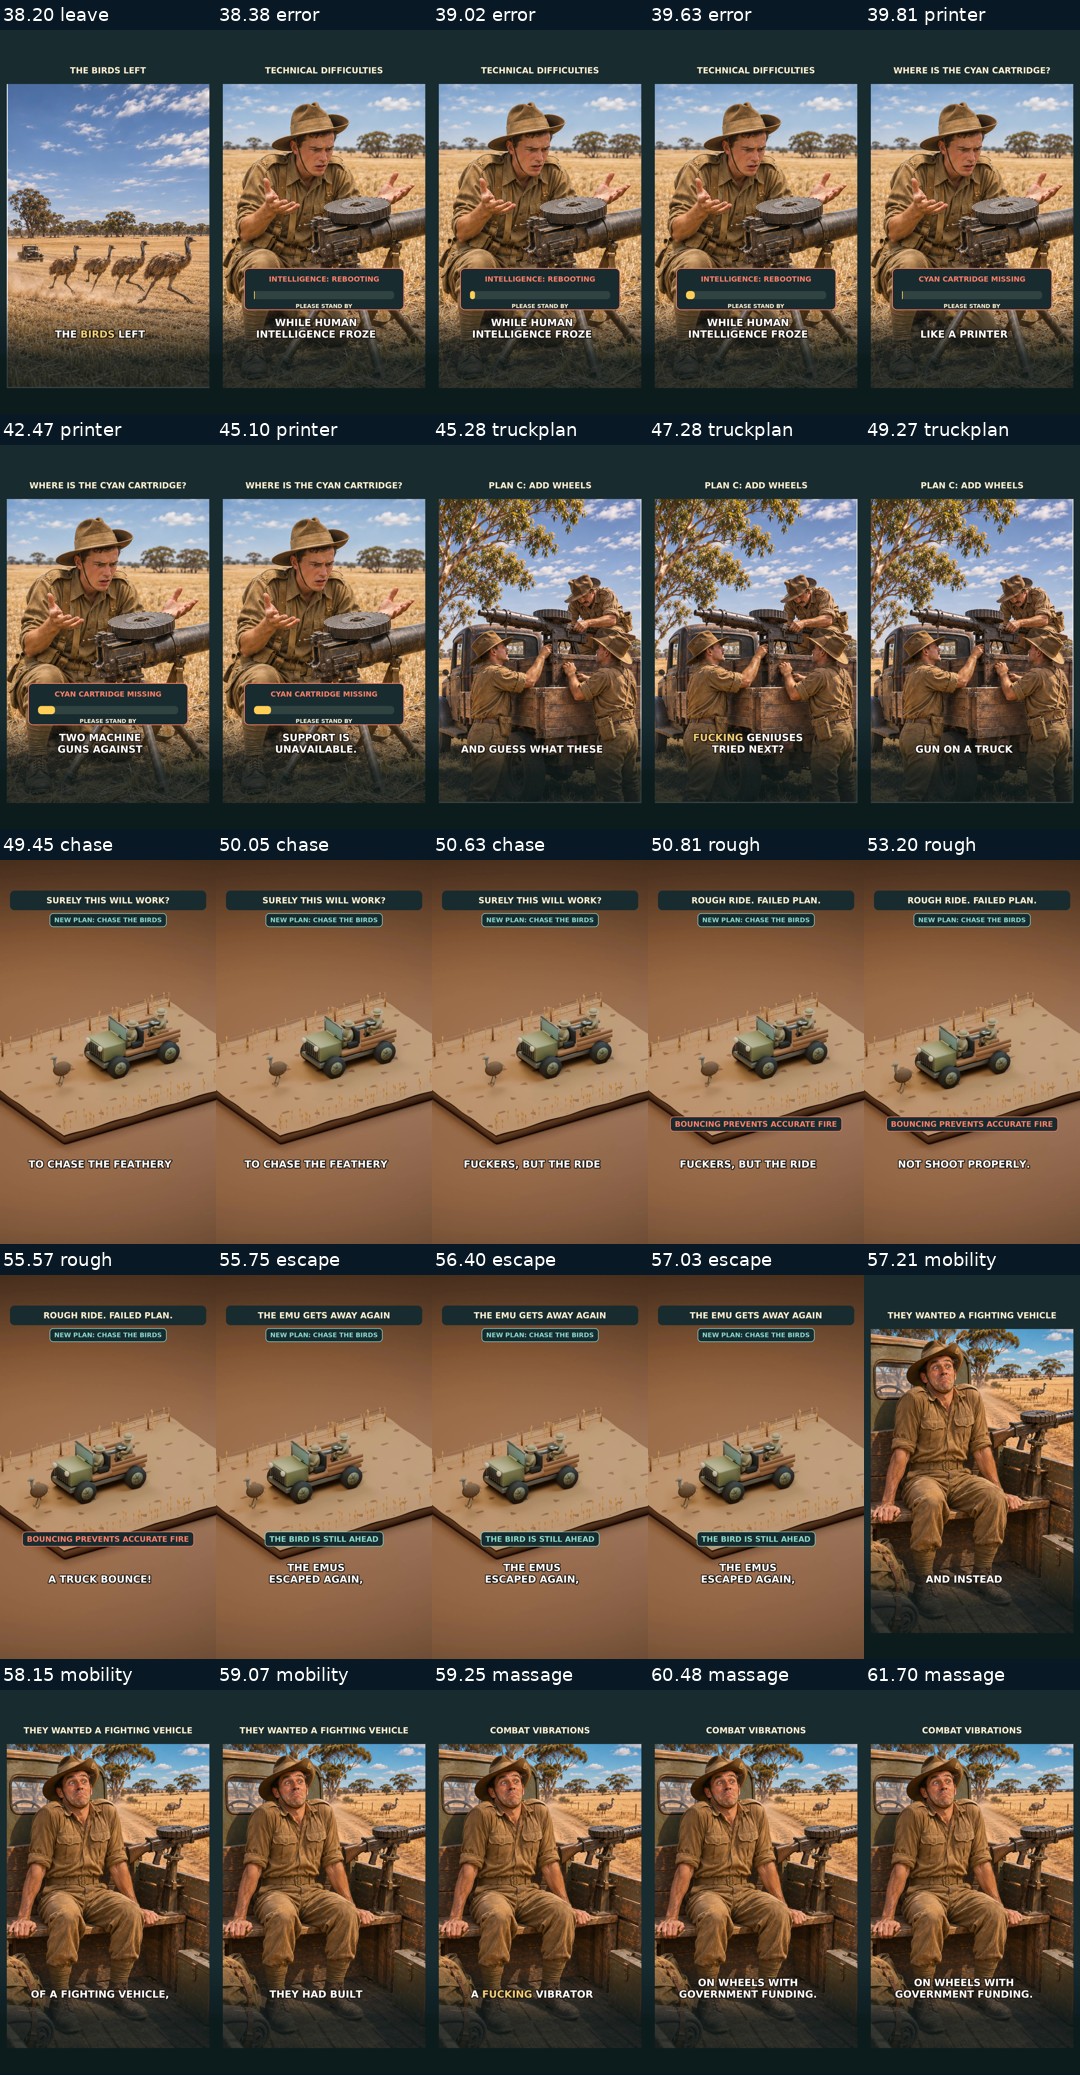 38.20 leave
38.38 error
39.02 error
39.63 error
39.81 printer
THE BIRDS LEFT
TECHNICAL DIFFICULTIES
TECHNICAL DIFFICULTIES
TECHNICAL DIFFICULTIES
WHERE IS THE CYAN CARTRIDGE?
INTELLIGENCE: REBOOTING
INTELLIGENCE: REBOOTING
INTELLIGENCE: REBOOTING
CYAN CARTRIDGE MISSING
PLEASE STAND BY
PLEASE STAND BY
PLEASE STAND BY
PLEASE STAND BY
THE BIRDS LEFT
WHILE HUMAN
INTELLIGENCE FROZE
WHILE HUMAN
INTELLIGENCE FROZE
WHILE HUMAN
INTELLIGENCE FROZE
LIKE A PRINTER
42.47 printer
45.10 printer
45.28 truckplan
47.28 truckplan
49.27 truckplan
WHERE IS THE CYAN CARTRIDGE?
WHERE IS THE CYAN CARTRIDGE?
PLAN C: ADD WHEELS
PLAN C: ADD WHEELS
PLAN C: ADD WHEELS
CYAN CARTRIDGE MISSING
CYAN CARTRIDGE MISSING
PLEASE STAND BY
PLEASE STAND BY
TWO MACHINE
GUNS AGAINST
SUPPORT IS
UNAVAILABLE.
AND GUESS WHAT THESE
FUCKING GENIUSES
TRIED NEXT?
GUN ON A TRUCK
49.45 chase
50.05 chase
50.63 chase
50.81 rough
53.20 rough
SURELY THIS WILL WORK?
SURELY THIS WILL WORK?
SURELY THIS WILL WORK?
ROUGH RIDE. FAILED PLAN.
ROUGH RIDE. FAILED PLAN.
NEW PLAN: CHASE THE BIRDS
NEW PLAN: CHASE THE BIRDS
NEW PLAN: CHASE THE BIRDS
NEW PLAN: CHASE THE BIRDS
NEW PLAN: CHASE THE BIRDS
BOUNCING PREVENTS ACCURATE FIRE
BOUNCING PREVENTS ACCURATE FIRE
TO CHASE THE FEATHERY
TO CHASE THE FEATHERY
FUCKERS, BUT THE RIDE
FUCKERS, BUT THE RIDE
NOT SHOOT PROPERLY.
55.57 rough
55.75 escape
56.40 escape
57.03 escape
57.21 mobility
ROUGH RIDE. FAILED PLAN.
THE EMU GETS AWAY AGAIN
THE EMU GETS AWAY AGAIN
THE EMU GETS AWAY AGAIN
THEY WANTED A FIGHTING VEHICLE
NEW PLAN: CHASE THE BIRDS
NEW PLAN: CHASE THE BIRDS
NEW PLAN: CHASE THE BIRDS
NEW PLAN: CHASE THE BIRDS
BOUNCING PREVENTS ACCURATE FIRE
THE BIRD IS STILL AHEAD
THE BIRD IS STILL AHEAD
THE BIRD IS STILL AHEAD
A TRUCK BOUNCE!
THE EMUS
ESCAPED AGAIN,
THE EMUS
ESCAPED AGAIN,
THE EMUS
ESCAPED AGAIN,
AND INSTEAD
58.15 mobility
59.07 mobility
59.25 massage
60.48 massage
61.70 massage
THEY WANTED A FIGHTING VEHICLE
THEY WANTED A FIGHTING VEHICLE
COMBAT VIBRATIONS
COMBAT VIBRATIONS
COMBAT VIBRATIONS
OF A FIGHTING VEHICLE,
THEY HAD BUILT
A FUCKING VIBRATOR
ON WHEELS WITH
GOVERNMENT FUNDING.
ON WHEELS WITH
GOVERNMENT FUNDING.